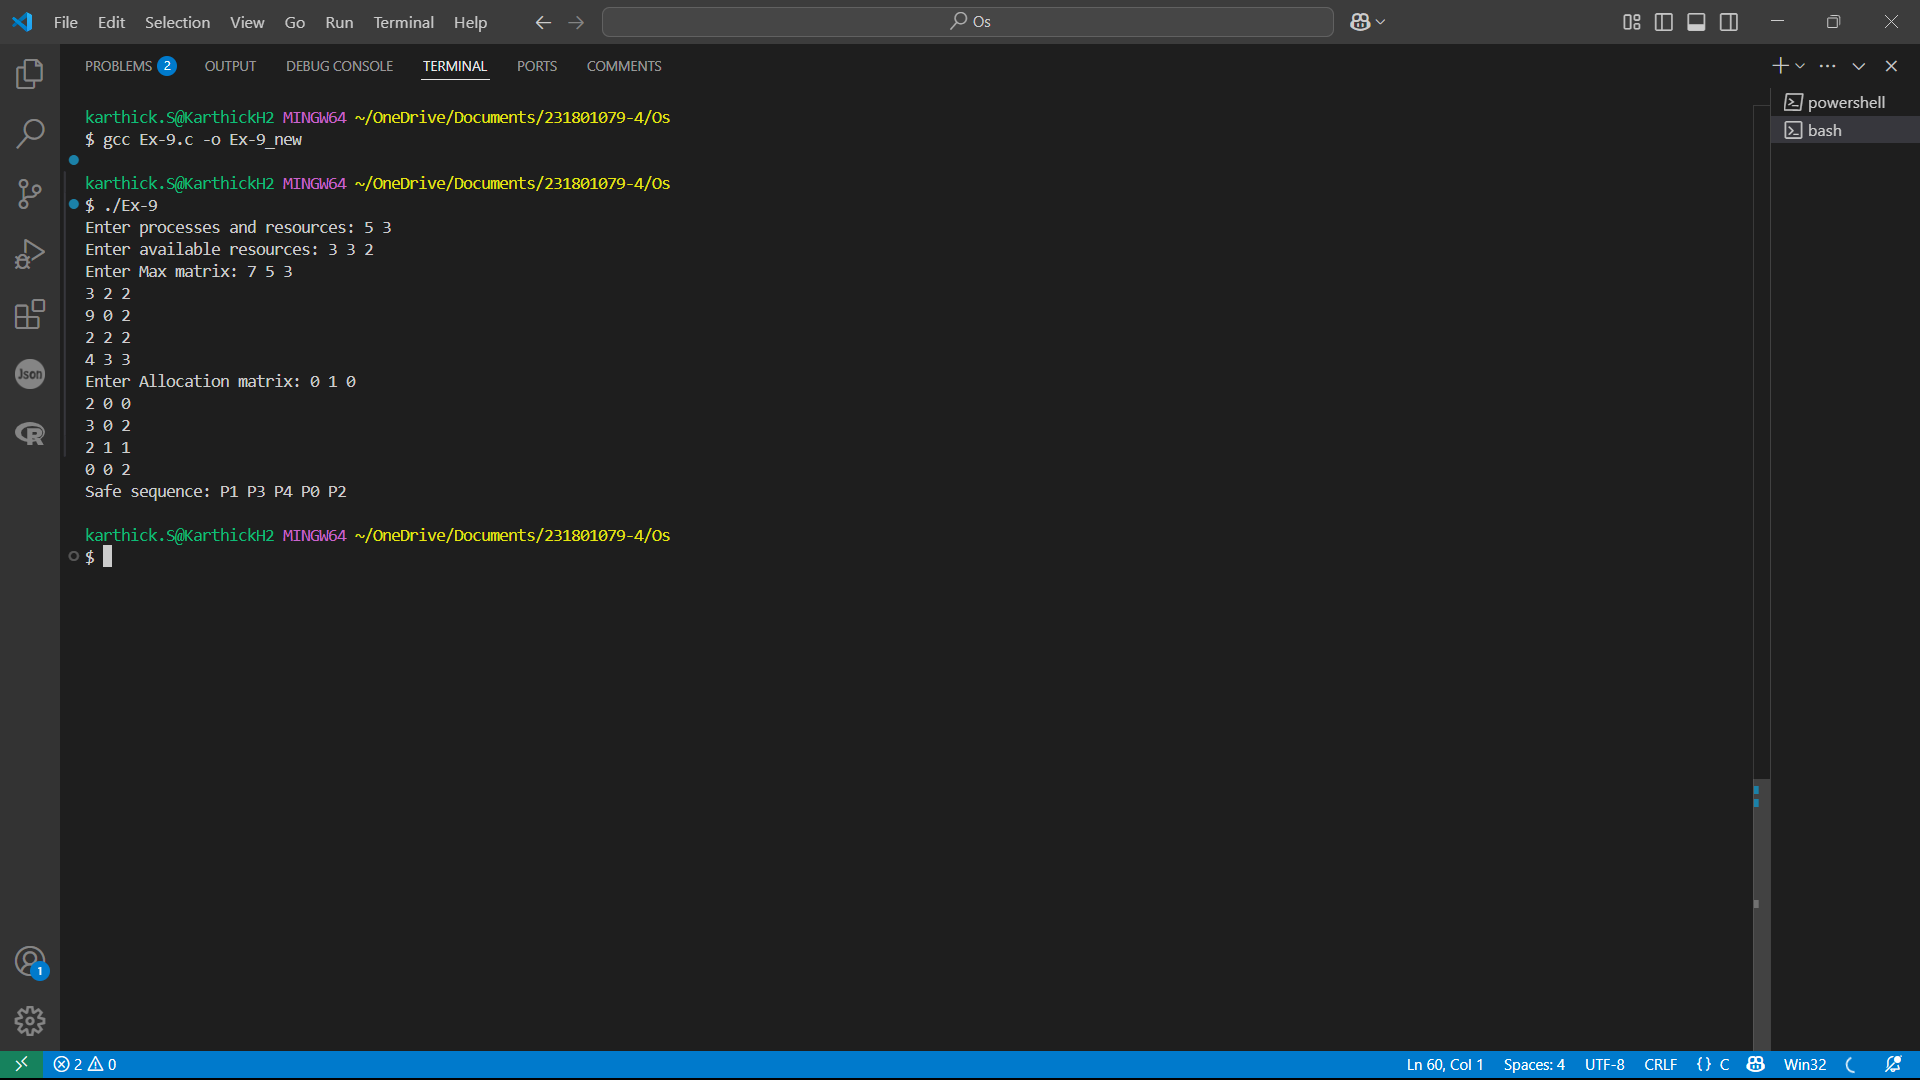 File Edit Selection View Go Run Terminal Help
Os
PROBLEMS 2 OUTPUT DEBUG CONSOLE TERMINAL PORTS COMMENTS
powershell
bash
karthick.S@KarthickH2 MINGW64 ~/OneDrive/Documents/231801079-4/Os
$ gcc Ex-9.c -o Ex-9_new
karthick.S@KarthickH2 MINGW64 ~/OneDrive/Documents/231801079-4/Os
$ ./Ex-9
Enter processes and resources: 5 3
Enter available resources: 3 3 2
Enter Max matrix: 7 5 3
3 2 2
9 0 2
2 2 2
4 3 3
Enter Allocation matrix: 0 1 0
2 0 0
3 0 2
2 1 1
0 0 2
Safe sequence: P1 P3 P4 P0 P2
karthick.S@KarthickH2 MINGW64 ~/OneDrive/Documents/231801079-4/Os
$
Json
R
1
2 0
Ln 60, Col 1 Spaces: 4 UTF-8 CRLF {} C Win32